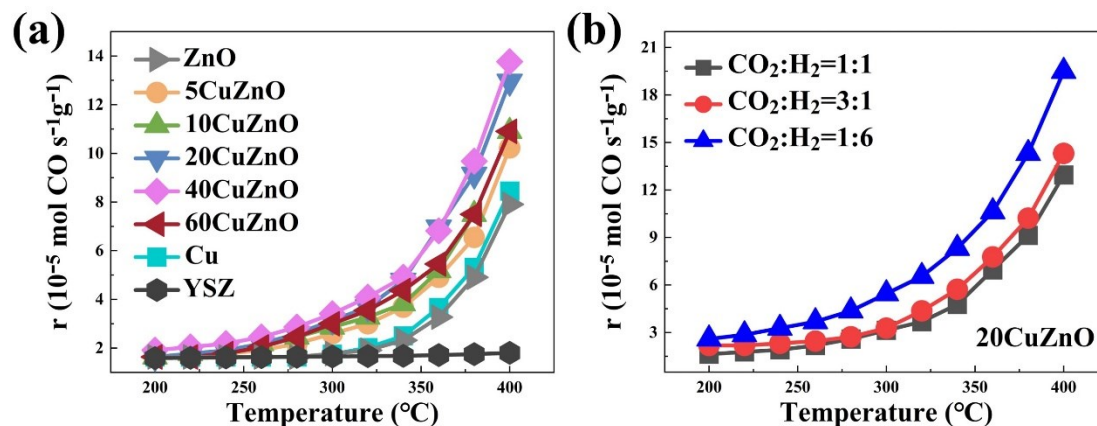 (a)
r (10⁻⁵ mol CO s⁻¹g⁻¹)
14
12
10
8
6
4
2
ZnO
5CuZnO
10CuZnO
20CuZnO
40CuZnO
60CuZnO
Cu
YSZ
200 250 300 350 400
Temperature (℃)
(b)
r (10⁻⁵ mol CO s⁻¹g⁻¹)
21
18
15
12
9
6
3
CO₂:H₂=1:1
CO₂:H₂=3:1
CO₂:H₂=1:6
20CuZnO
200 250 300 350 400
Temperature (℃)